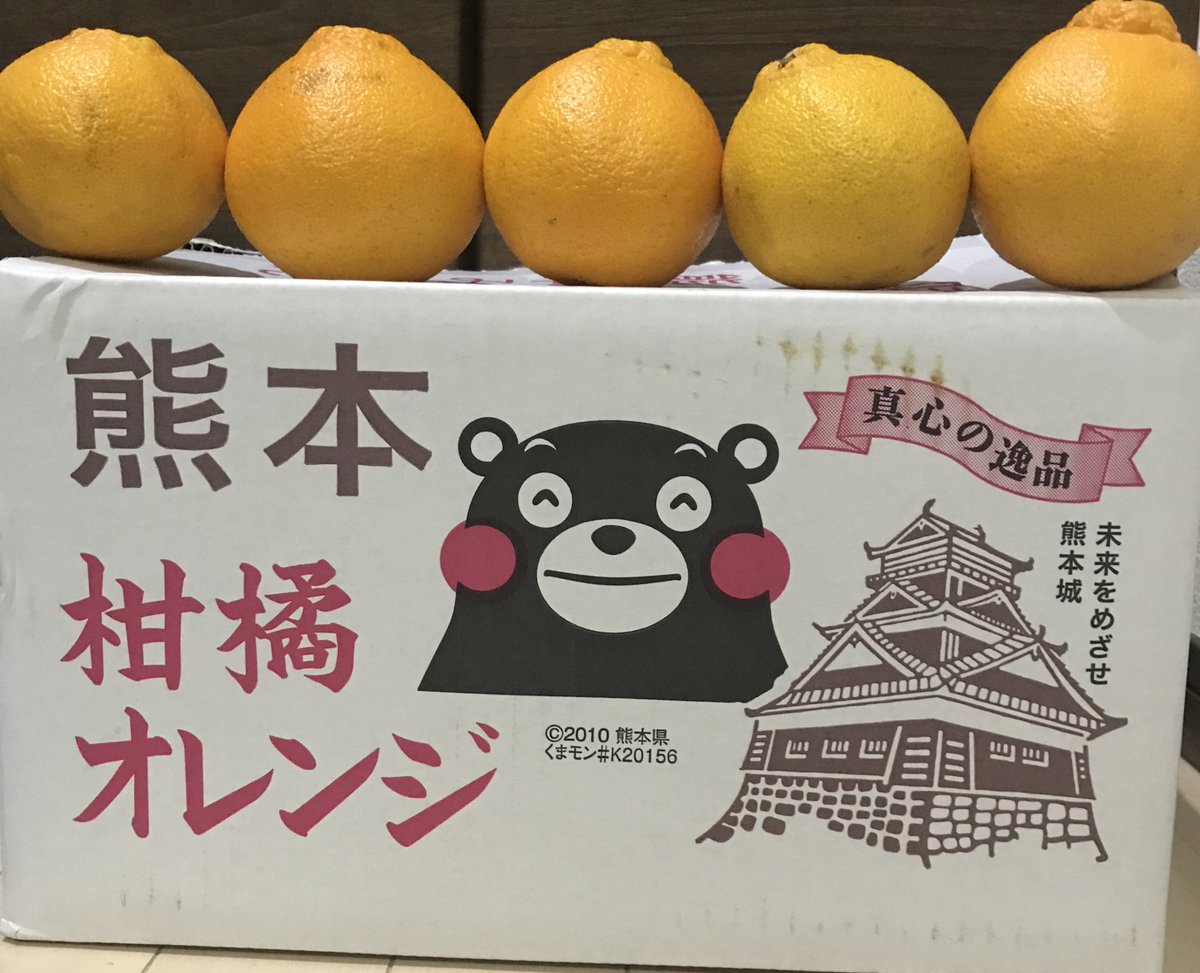 熊本
柑橘
オレンジ
©2010 熊本県
くまモン#K20156
真心の逸品
未来をめざせ
熊本城